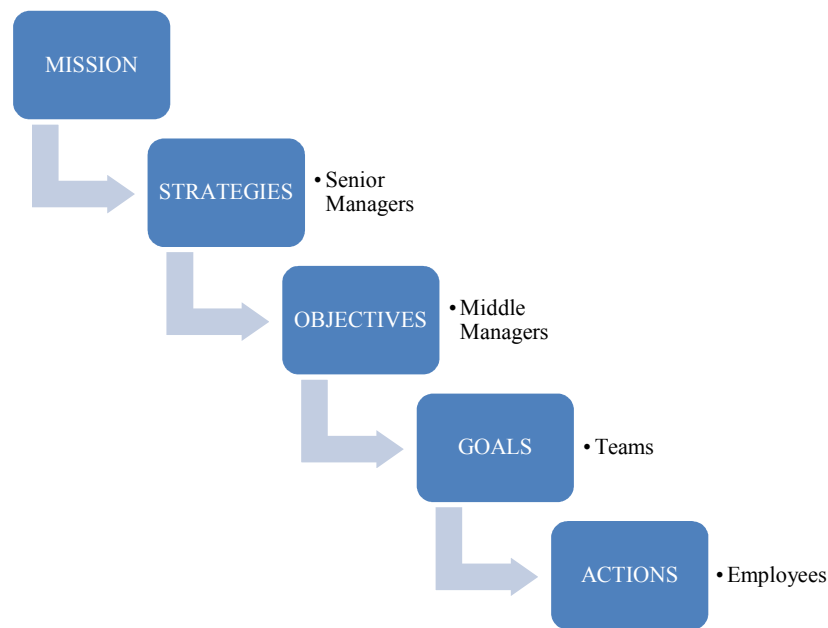 MISSION
STRATEGIES
• Senior
Managers
OBJECTIVES
• Middle
Managers
GOALS
• Teams
ACTIONS
• Employees